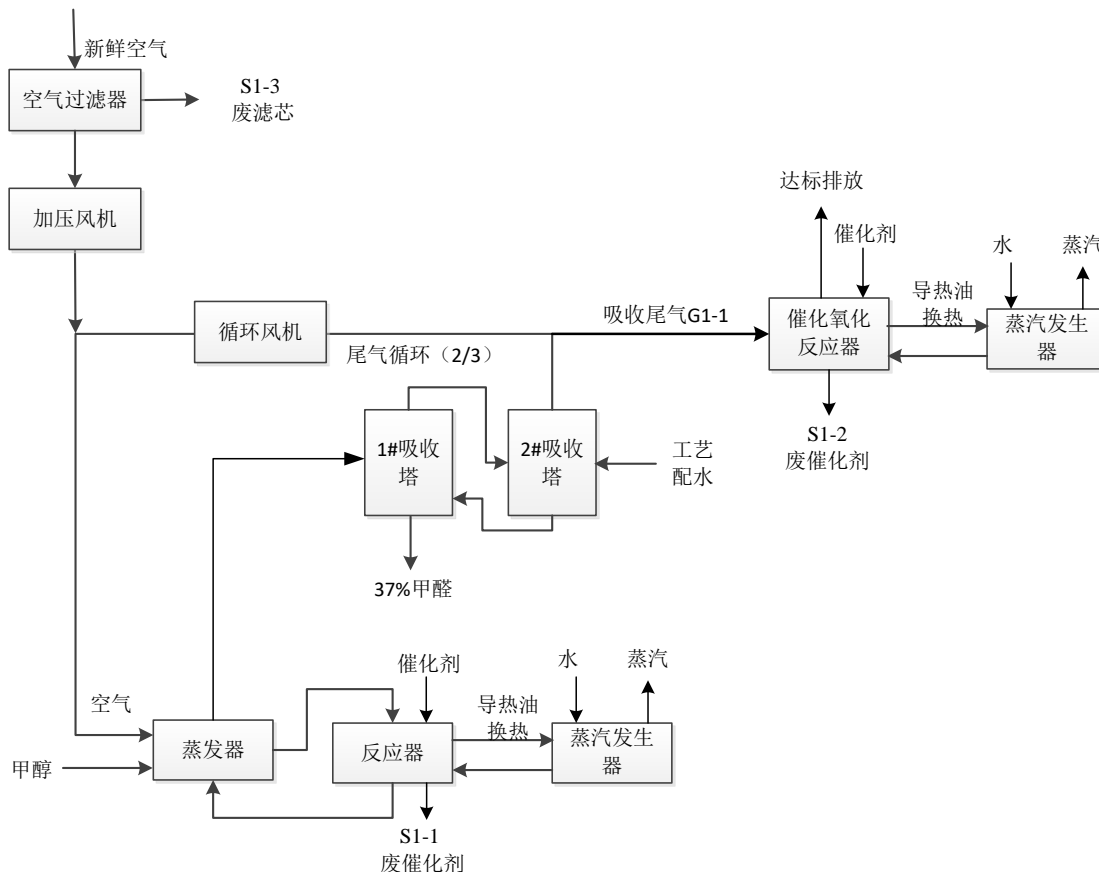 新鲜空气
空气过滤器
S1-3
废滤芯
加压风机
达标排放
催化剂
水
蒸汽
循环风机
尾气循环（2/3）
吸收尾气G1-1
催化氧化
反应器
导热油
换热
蒸汽发生
器
1#吸收
塔
2#吸收
塔
工艺
配水
S1-2
废催化剂
37%甲醛
空气
甲醇
蒸发器
催化剂
反应器
导热油
换热
水
蒸汽
蒸汽发生
器
S1-1
废催化剂